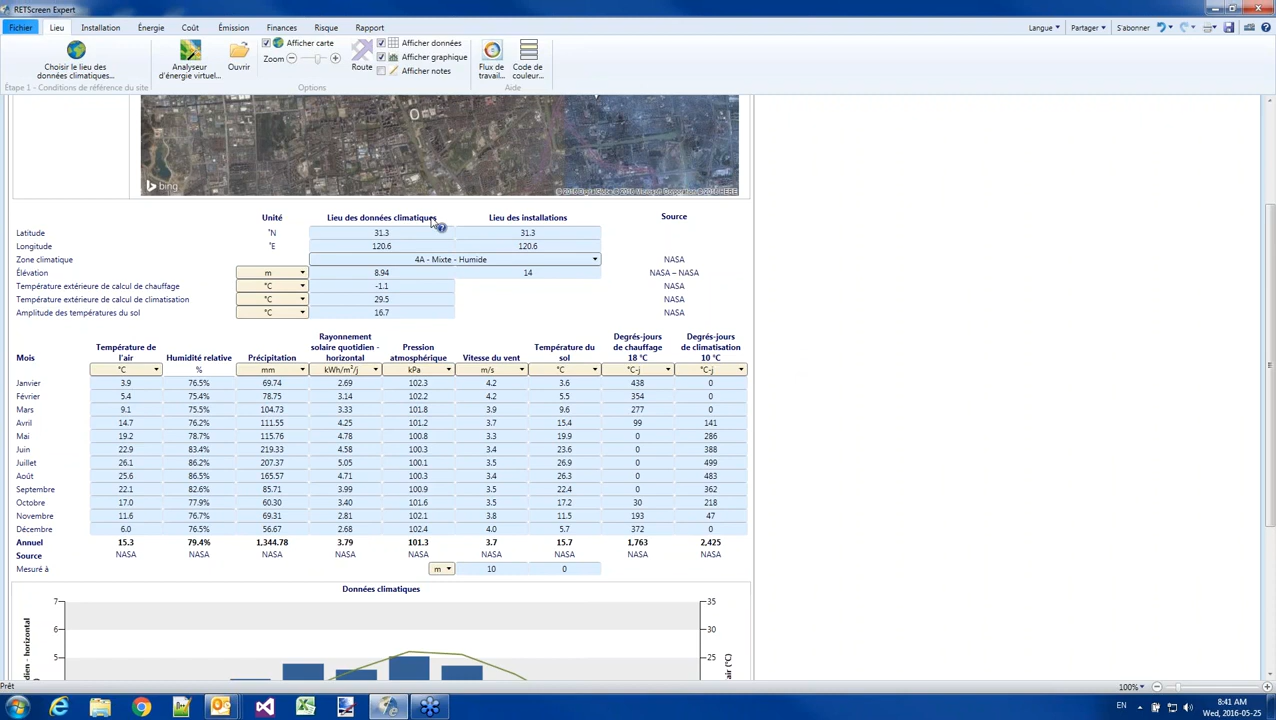 RETScreen Expert
Fichier Lieu Installation Énergie Coût Émission Finances Risque Rapport Langue Partager S'abonner
Choisir le lieu des données climatiques...
Analyseur d'énergie virtuel...
Ouvrir
Afficher carte
Zoom
Route
Afficher données
Afficher graphique
Afficher notes
Flux de travail...
Code de couleur...
Étape 1 - Conditions de référence du site Options Aide
bing
Unité Lieu des données climatiques Lieu des installations Source
Latitude °N 31.3 31.3
Longitude °E 120.6 120.6
Zone climatique 4A - Mixte - Humide NASA
Élévation m 8.94 14 NASA – NASA
Température extérieure de calcul de chauffage °C -1.1 NASA
Température extérieure de calcul de climatisation °C 29.5 NASA
Amplitude des températures du sol °C 16.7 NASA
Mois Température de l'air Humidité relative Précipitation Rayonnement solaire quotidien - horizontal Pression atmosphérique Vitesse du vent Température du sol Degrés-jours de chauffage 18 °C Degrés-jours de climatisation 10 °C
°C % mm kWh/m²/j kPa m/s °C °C-j °C-j
Janvier 3.9 76.5% 69.74 2.69 102.3 4.2 3.6 438 0
Février 5.4 75.4% 78.75 3.14 102.2 4.2 5.5 354 0
Mars 9.1 75.5% 104.73 3.33 101.8 3.9 9.6 277 0
Avril 14.7 76.2% 111.55 4.25 101.2 3.7 15.4 99 141
Mai 19.2 78.7% 115.76 4.78 100.8 3.3 19.9 0 286
Juin 22.9 83.4% 219.33 4.58 100.3 3.4 23.6 0 388
Juillet 26.1 86.2% 207.37 5.05 100.1 3.4 26.9 0 499
Août 25.6 86.5% 165.57 4.71 100.3 3.5 26.3 0 483
Septembre 22.1 82.6% 85.71 3.99 100.9 3.5 22.4 0 362
Octobre 17.0 77.9% 60.30 3.40 101.6 3.5 17.2 30 218
Novembre 11.6 76.7% 69.31 2.81 102.1 3.8 11.5 193 47
Décembre 6.0 76.5% 56.67 2.68 102.4 4.0 5.7 372 0
Annuel 15.3 79.4% 1,344.78 3.79 101.3 3.7 15.7 1,763 2,425
Source NASA NASA NASA NASA NASA NASA NASA NASA NASA
Mesuré à m 10 0
Données climatiques
7 35
6 30
5 25
dien - horizontal
air (°C)
Prêt 100%
EN 8:41 AM
Wed, 2016-05-25